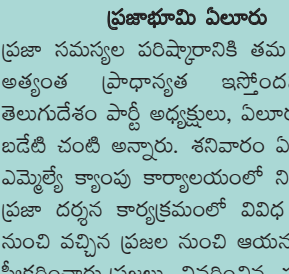 ప్రజాభూమి ఏలూరు
ప్రజా సమస్యల పరిష్కారానికి తమ
అత్యంత ప్రాధాన్యత ఇస్తోంద
తెలుగుదేశం పార్టీ అధ్యక్షులు, ఏలూర
బడేటి చంటి అన్నారు. శనివారం ఏ
ఎమ్మెల్యే క్యాంపు కార్యాలయంలో ని
ప్రజా దర్శన కార్యక్రమంలో వివిధ
నుంచి వచ్చిన ప్రజల నుంచి ఆయన